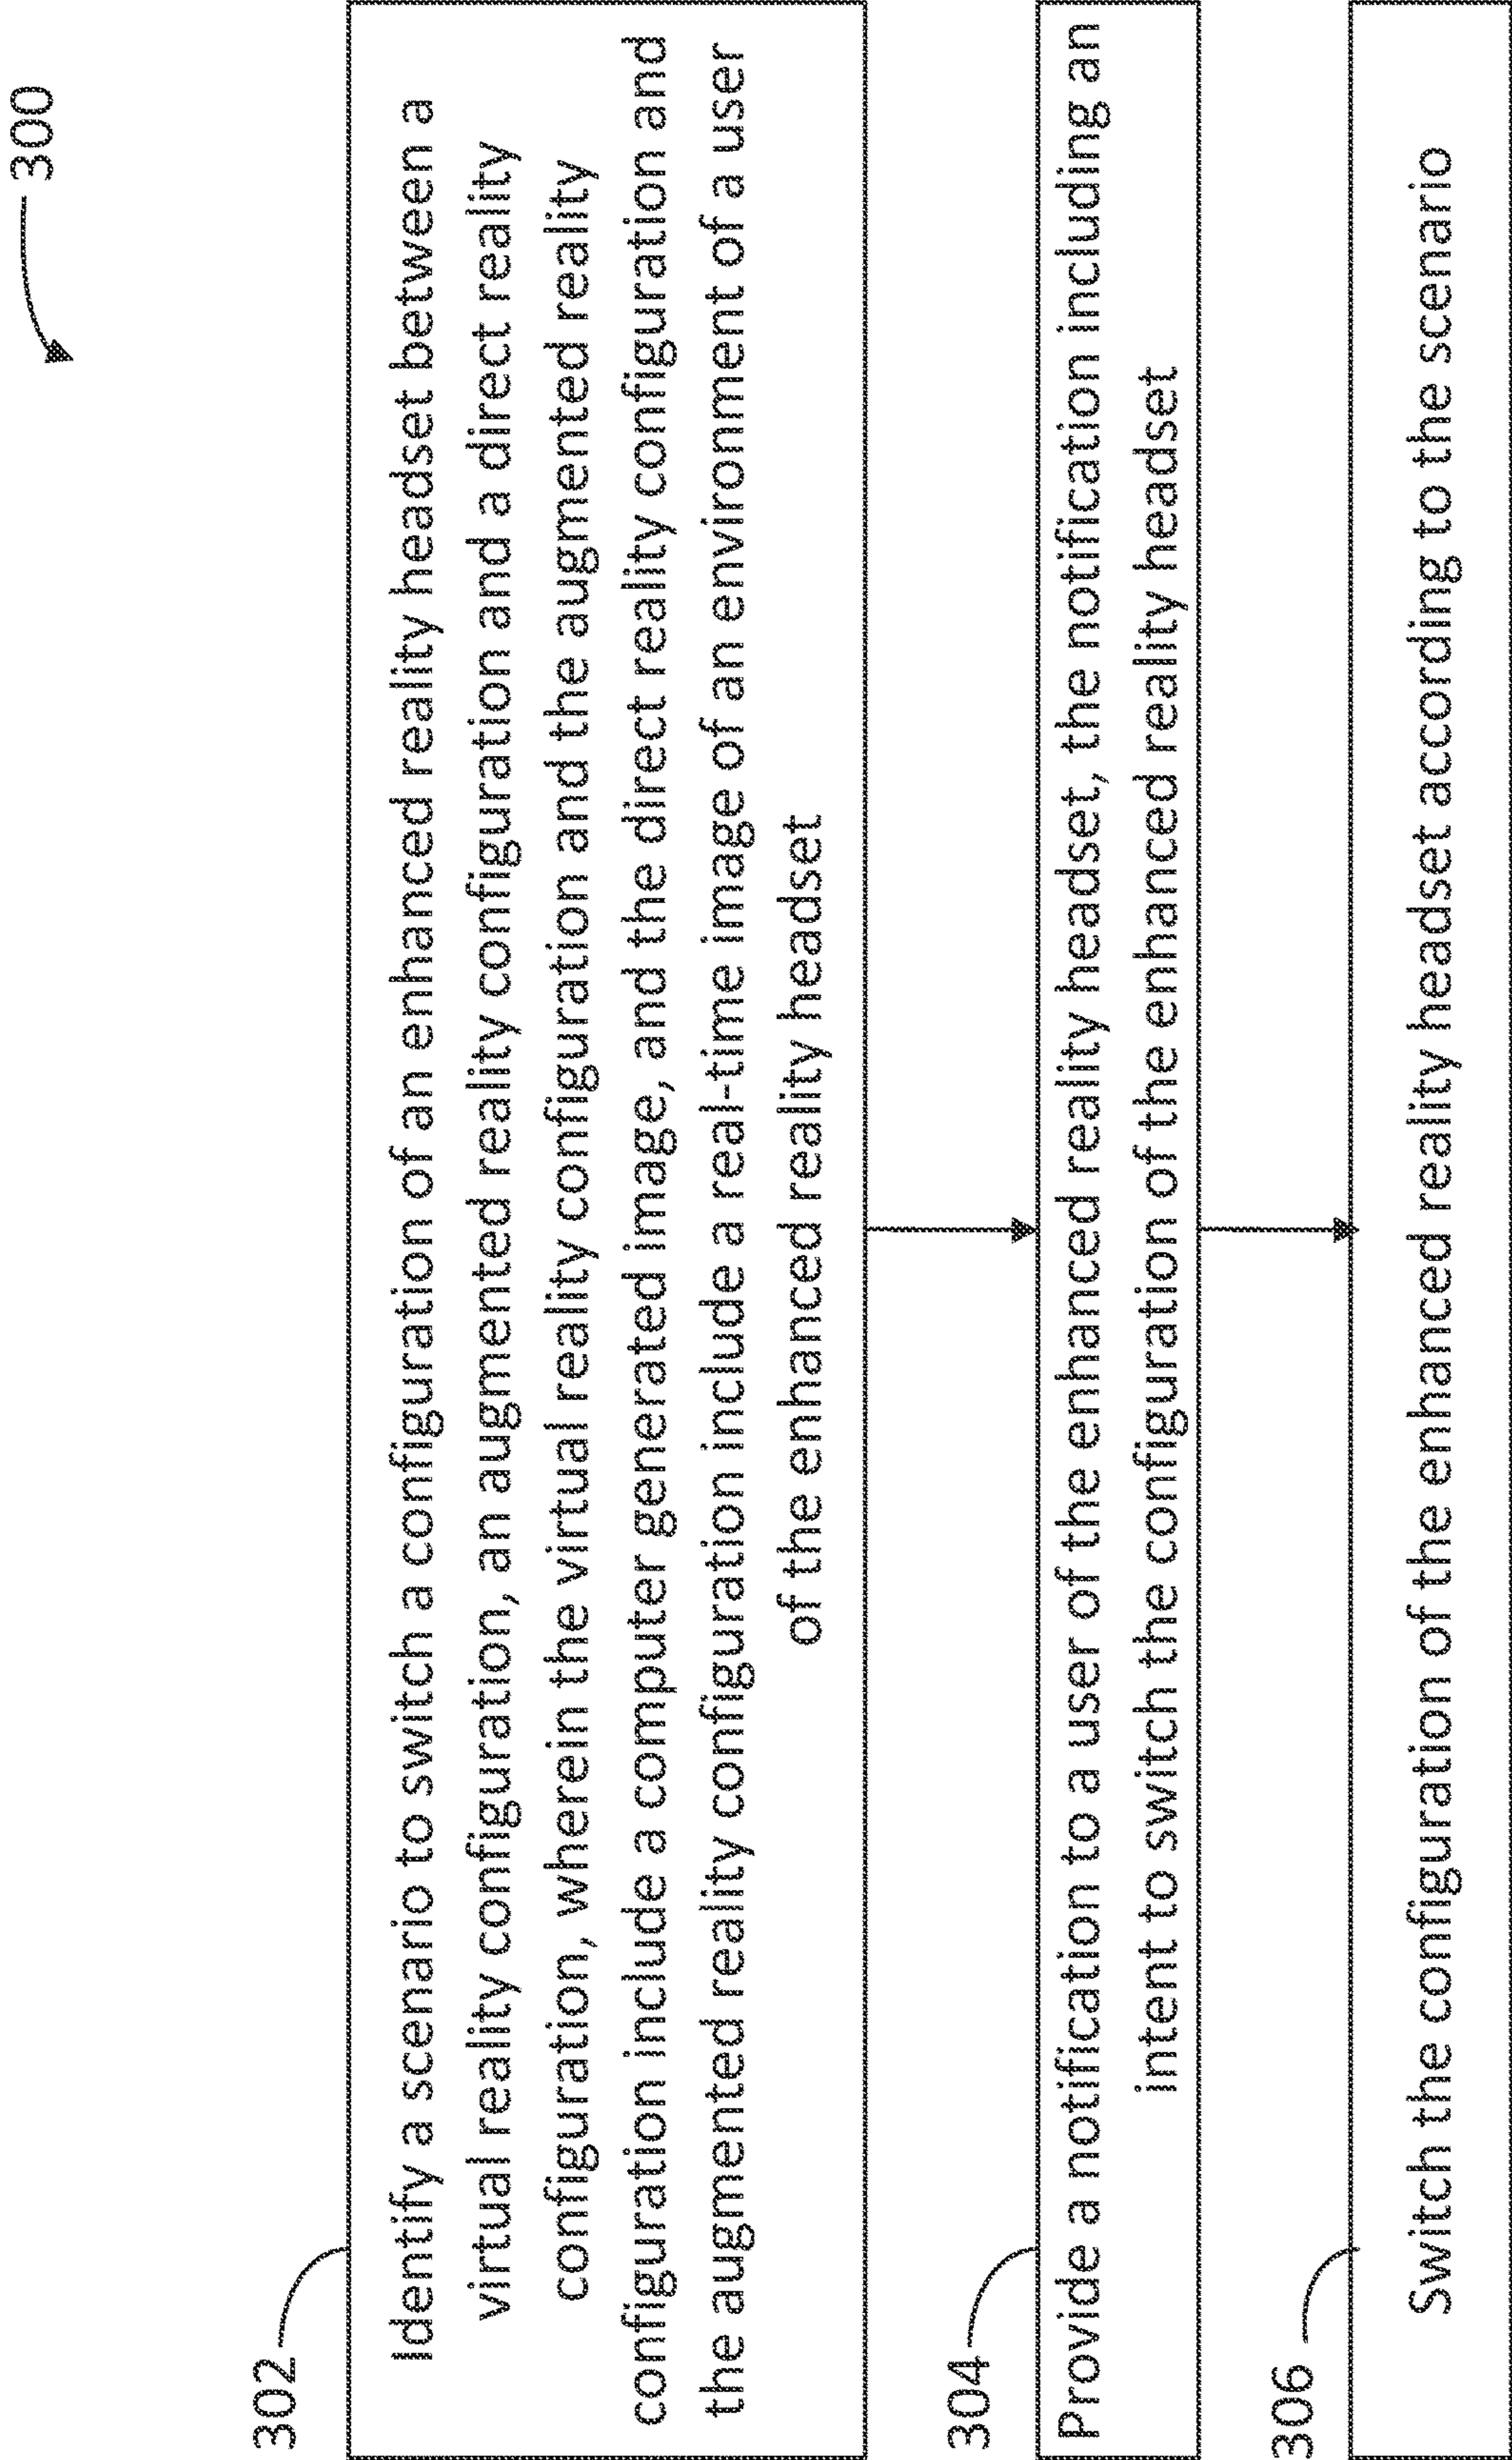 300
302
Identify a scenario to switch a configuration of an enhanced reality headset between a
virtual reality configuration, an augmented reality configuration and a direct reality
configuration, wherein the virtual reality configuration and the augmented reality
configuration include a computer generated image, and the direct reality configuration and
the augmented reality configuration include a real-time image of an environment of a user
of the enhanced reality headset
304
Provide a notification to a user of the enhanced reality headset, the notification including an
intent to switch the configuration of the enhanced reality headset
306
Switch the configuration of the enhanced reality headset according to the scenario